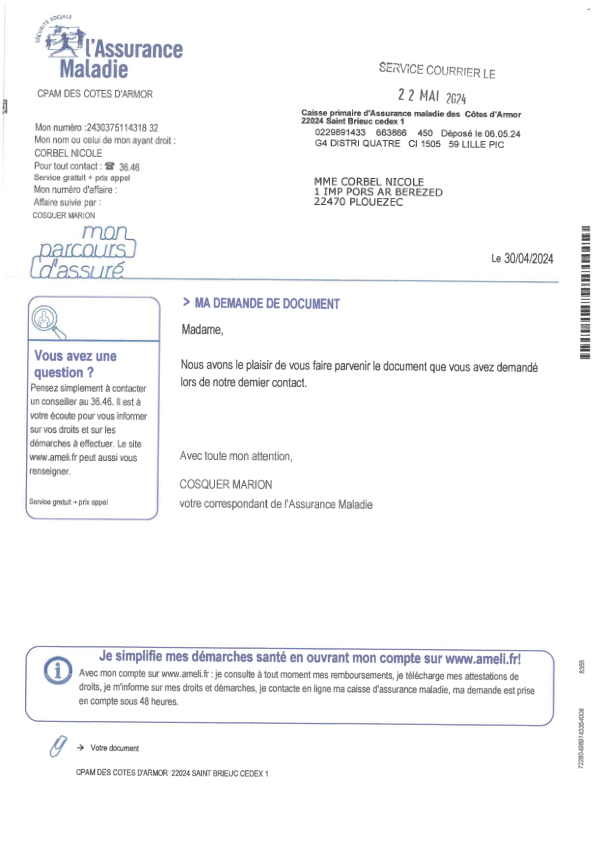 SÉCURITÉ SOCIALE
l'Assurance
Maladie
CPAM DES COTES D'ARMOR
SERVICE COURRIER LE
22 MAI 2024
Caisse primaire d'Assurance maladie des Côtes d'Armor
22024 Saint Brieuc cedex 1
0229891433 663866 450 Déposé le 06.05.24
G4 DISTRI QUATRE CI 1505 59 LILLE PIC
Mon numéro :2430375114318 32
Mon nom ou celui de mon ayant droit :
CORBEL NICOLE
Pour tout contact : ☎ 36.46
Service gratuit + prix appel
Mon numéro d'affaire :
Affaire suivie par :
COSQUER MARION
MME CORBEL NICOLE
1 IMP PORS AR BEREZED
22470 PLOUEZEC
mon
parcours
d'assuré
Le 30/04/2024
> MA DEMANDE DE DOCUMENT
Madame,
Nous avons le plaisir de vous faire parvenir le document que vous avez demandé
lors de notre dernier contact.
Avec toute mon attention,
COSQUER MARION
votre correspondant de l'Assurance Maladie
Vous avez une
question ?
Pensez simplement à contacter
un conseiller au 36.46. Il est à
votre écoute pour vous informer
sur vos droits et sur les
démarches à effectuer. Le site
www.ameli.fr peut aussi vous
renseigner.
Service gratuit + prix appel
Je simplifie mes démarches santé en ouvrant mon compte sur www.ameli.fr!
Avec mon compte sur www.ameli.fr : je consulte à tout moment mes remboursements, je télécharge mes attestations de
droits, je m'informe sur mes droits et démarches, je contacte en ligne ma caisse d'assurance maladie, ma demande est prise
en compte sous 48 heures.
→ Votre document
CPAM DES COTES D'ARMOR 22024 SAINT BRIEUC CEDEX 1
8355